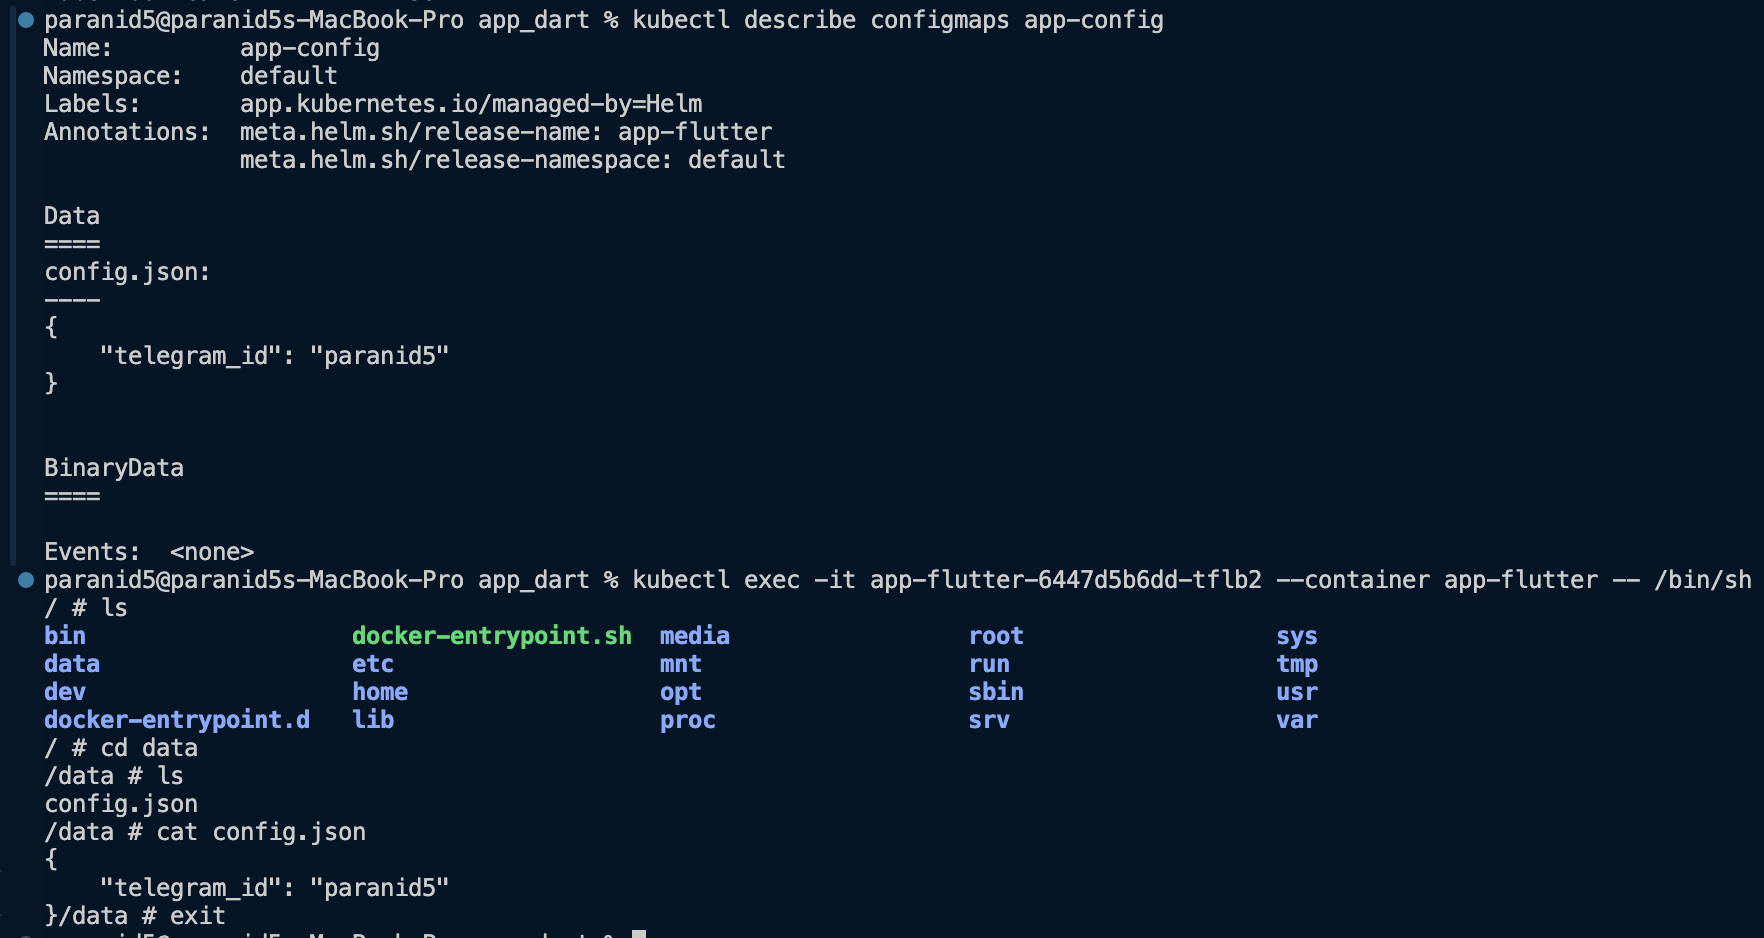 paranid5@paranid5s-MacBook-Pro app_dart % kubectl describe configmaps app-config
Name:         app-config
Namespace:    default
Labels:       app.kubernetes.io/managed-by=Helm
Annotations:  meta.helm.sh/release-name: app-flutter
              meta.helm.sh/release-namespace: default

Data
====
config.json:
----
{
    "telegram_id": "paranid5"
}


BinaryData
====

Events:  <none>
paranid5@paranid5s-MacBook-Pro app_dart % kubectl exec -it app-flutter-6447d5b6dd-tflb2 --container app-flutter -- /bin/sh
/ # ls
bin                   docker-entrypoint.sh  media                 root                  sys
data                  etc                   mnt                   run                   tmp
dev                   home                  opt                   sbin                  usr
docker-entrypoint.d   lib                   proc                  srv                   var
/ # cd data
/data # ls
config.json
/data # cat config.json
{
    "telegram_id": "paranid5"
}/data # exit